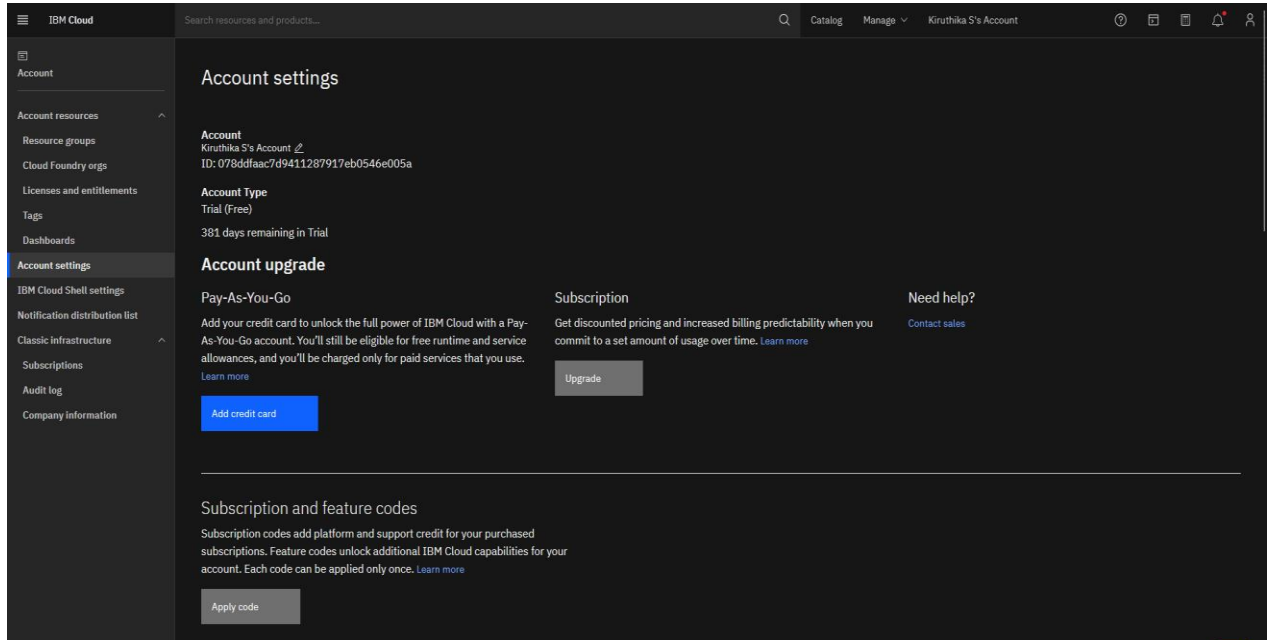 IBM Cloud
Search resources and products...
Catalog
Manage
Kiruthika S's Account
Account
Account resources
Resource groups
Cloud Foundry orgs
Licenses and entitlements
Tags
Dashboards
Account settings
IBM Cloud Shell settings
Notification distribution list
Classic infrastructure
Subscriptions
Audit log
Company information
Account settings
Account
Kiruthika S's Account
ID: 078ddfaac7d9411287917eb0546e005a
Account Type
Trial (Free)
381 days remaining in Trial
Account upgrade
Pay-As-You-Go
Add your credit card to unlock the full power of IBM Cloud with a Pay-
As-You-Go account. You'll still be eligible for free runtime and service
allowances, and you'll be charged only for paid services that you use.
Learn more
Add credit card
Subscription
Get discounted pricing and increased billing predictability when you
commit to a set amount of usage over time. Learn more
Upgrade
Need help?
Contact sales
Subscription and feature codes
Subscription codes add platform and support credit for your purchased
subscriptions. Feature codes unlock additional IBM Cloud capabilities for your
account. Each code can be applied only once. Learn more
Apply code